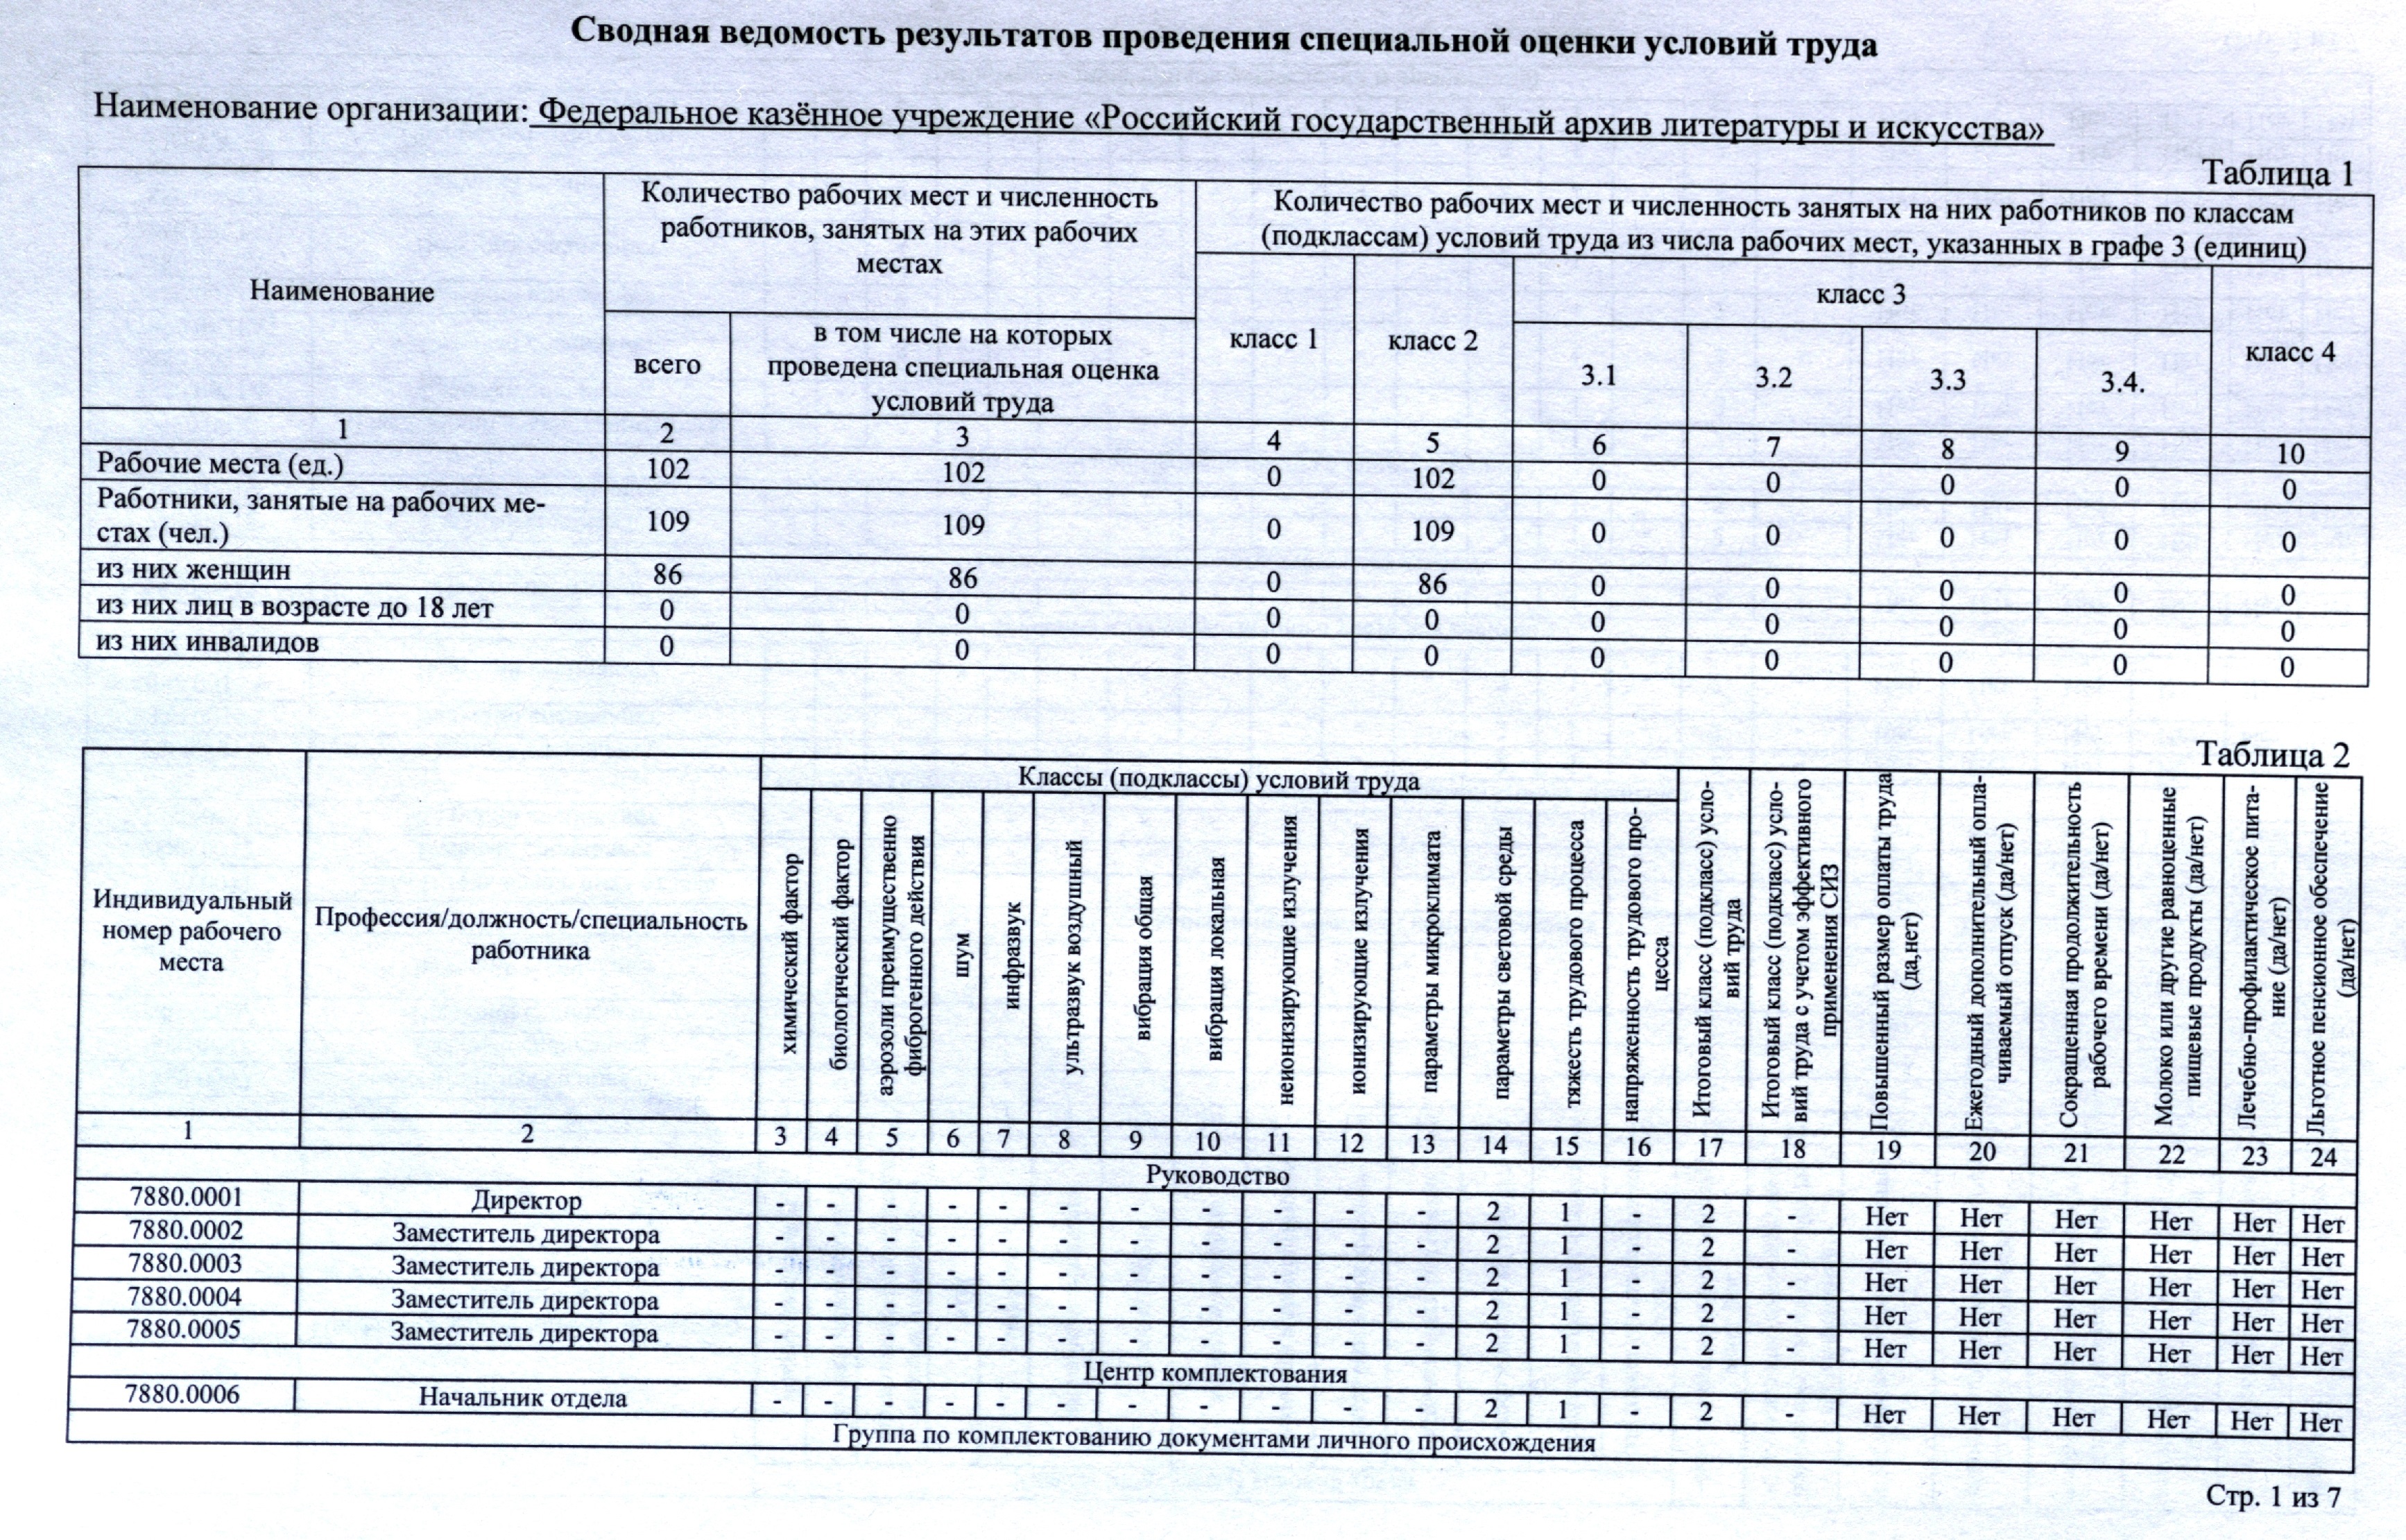 Сводная ведомость результатов проведения специальной оценки условий труда
Наименование организации: Федеральное казённое учреждение «Российский государственный архив литературы и искусства»
Таблица 1
Наименование
Количество рабочих мест и численность
работников, занятых на этих рабочих
местах
Количество рабочих мест и численность занятых на них работников по классам
(подклассам) условий труда из числа рабочих мест, указанных в графе 3 (единиц)
всего
в том числе на которых
проведена специальная оценка
условий труда
класс 1
класс 2
класс 3
класс 4
3.1
3.2
3.3
3.4.
1 2 3 4 5 6 7 8 9 10
Рабочие места (ед.) 102 102 0 102 0 0 0 0 0
Работники, занятые на рабочих ме-
стах (чел.) 109 109 0 109 0 0 0 0 0
из них женщин 86 86 0 86 0 0 0 0 0
из них лиц в возрасте до 18 лет 0 0 0 0 0 0 0 0 0
из них инвалидов 0 0 0 0 0 0 0 0 0
Таблица 2
Индивидуальный
номер рабочего
места
Профессия/должность/специальность
работника
Классы (подклассы) условий труда
химический фактор
биологический фактор
аэрозоли преимущественно
фиброгенного действия
шум
инфразвук
ультразвук воздушный
вибрация общая
вибрация локальная
неионизирующие излучения
ионизирующие излучения
параметры микроклимата
параметры световой среды
тяжесть трудового процесса
напряженность трудового про-
цесса
Итоговый класс (подкласс) усло-
вий труда
Итоговый класс (подкласс) усло-
вий труда с учетом эффективного
применения СИЗ
Повышенный размер оплаты труда
(да,нет)
Ежегодный дополнительный опла-
чиваемый отпуск (да/нет)
Сокращенная продолжительность
рабочего времени (да/нет)
Молоко или другие равноценные
пищевые продукты (да/нет)
Лечебно-профилактическое пита-
ние (да/нет)
Льготное пенсионное обеспечение
(да/нет)
1 2 3 4 5 6 7 8 9 10 11 12 13 14 15 16 17 18 19 20 21 22 23 24
Руководство
7880.0001 Директор - - - - - - - - - - - 2 1 - 2 - Нет Нет Нет Нет Нет Нет
7880.0002 Заместитель директора - - - - - - - - - - - 2 1 - 2 - Нет Нет Нет Нет Нет Нет
7880.0003 Заместитель директора - - - - - - - - - - - 2 1 - 2 - Нет Нет Нет Нет Нет Нет
7880.0004 Заместитель директора - - - - - - - - - - - 2 1 - 2 - Нет Нет Нет Нет Нет Нет
7880.0005 Заместитель директора - - - - - - - - - - - 2 1 - 2 - Нет Нет Нет Нет Нет Нет
Центр комплектования
7880.0006 Начальник отдела - - - - - - - - - - - 2 1 - 2 - Нет Нет Нет Нет Нет Нет
Группа по комплектованию документами личного происхождения
Стр. 1 из 7